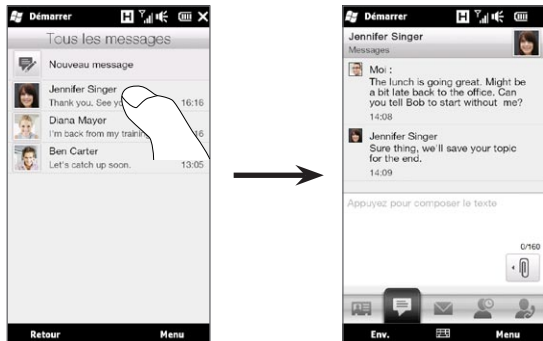 Démarrer
Tous les messages
Nouveau message
Jennifer Singer
Thank you. See 16:16
Diana Mayer
I'm back from my training 16
Ben Carter
Let's catch up soon. 13:05
Retour Menu
Démarrer
Jennifer Singer
Messages
Moi :
The lunch is going great. Might be
a bit late back to the office. Can
you tell Bob to start without me?
14:08
Jennifer Singer
Sure thing, we'll save your topic
for the end.
14:09
Appuyez pour composer le texte
0/160
Env. Menu